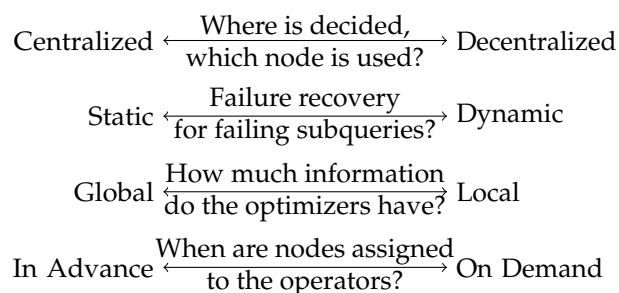 Where is decided,
Centralized Decentralized
which node is used?
Failure recovery
Static Dynamic
for failing subqueries?
How much information
Global Local
do the optimizers have?
When are nodes assigned
In Advance On Demand
to the operators?